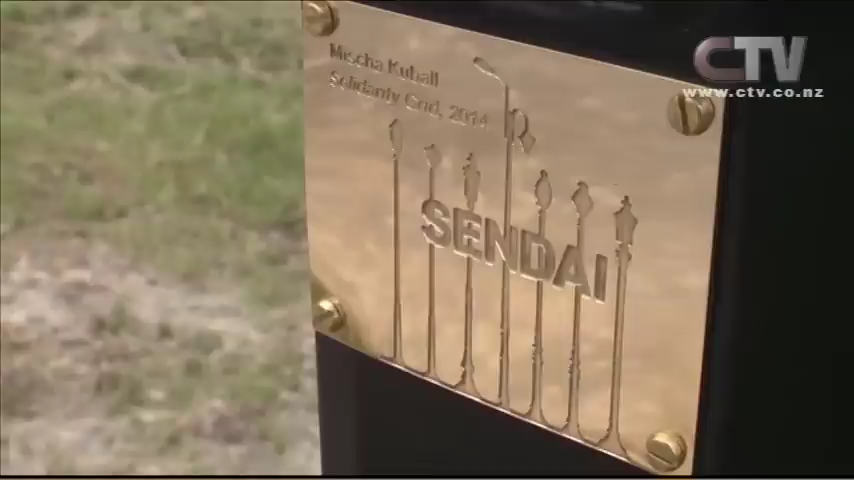 CTV
www.ctv.co.nz
Mischa Kuball
Solidarity Grid, 2014
SENDAI